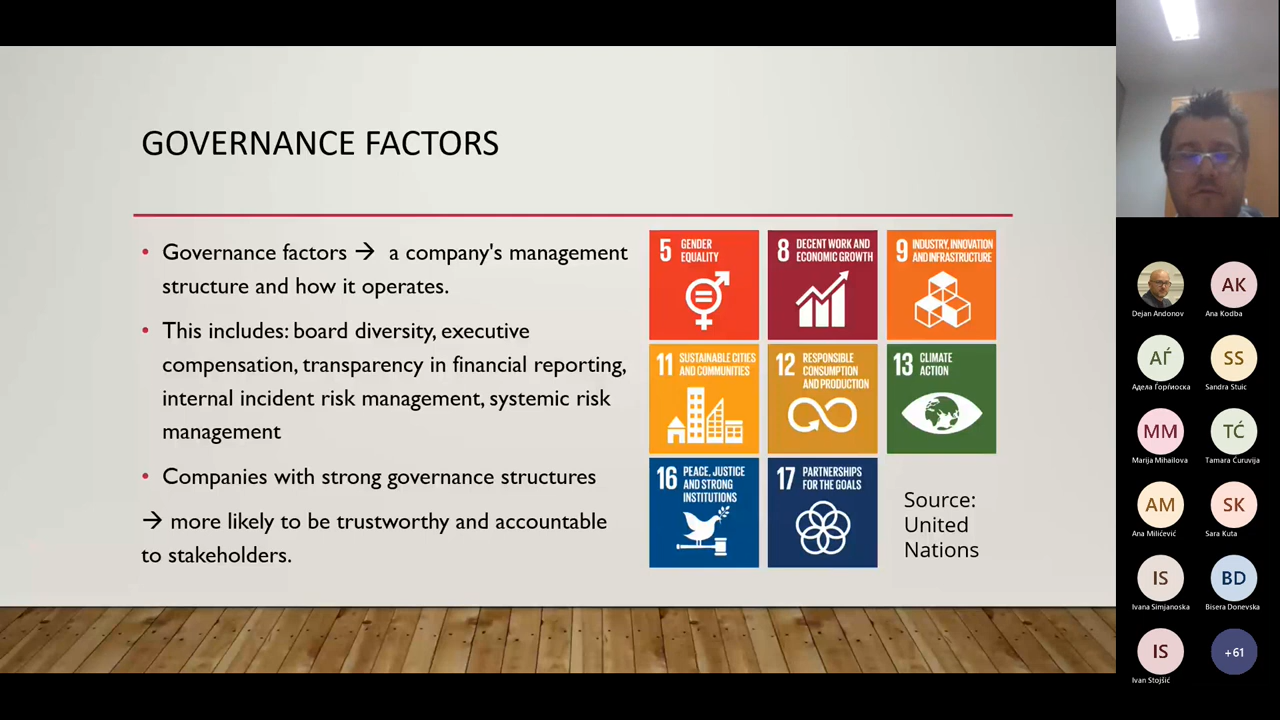 GOVERNANCE FACTORS
• Governance factors → a company's management
structure and how it operates.
• This includes: board diversity, executive
compensation, transparency in financial reporting,
internal incident risk management, systemic risk
management
• Companies with strong governance structures
→ more likely to be trustworthy and accountable
to stakeholders.
5 GENDER
EQUALITY
8 DECENT WORK AND
ECONOMIC GROWTH
9 INDUSTRY, INNOVATION
AND INFRASTRUCTURE
11 SUSTAINABLE CITIES
AND COMMUNITIES
12 RESPONSIBLE
CONSUMPTION
AND PRODUCTION
13 CLIMATE
ACTION
16 PEACE, JUSTICE
AND STRONG
INSTITUTIONS
17 PARTNERSHIPS
FOR THE GOALS
Source:
United
Nations
Dejan Andonov
AK
Ana Kodba
АЃ
Адела Ѓорѓиоска
SS
Sandra Stuic
MM
Marija Mihailova
TĆ
Tamara Ćuruvija
AM
Ana Milićević
SK
Sara Kuta
IS
Ivana Simjanoska
BD
Bisera Donevska
IS
Ivan Stojšić
+61